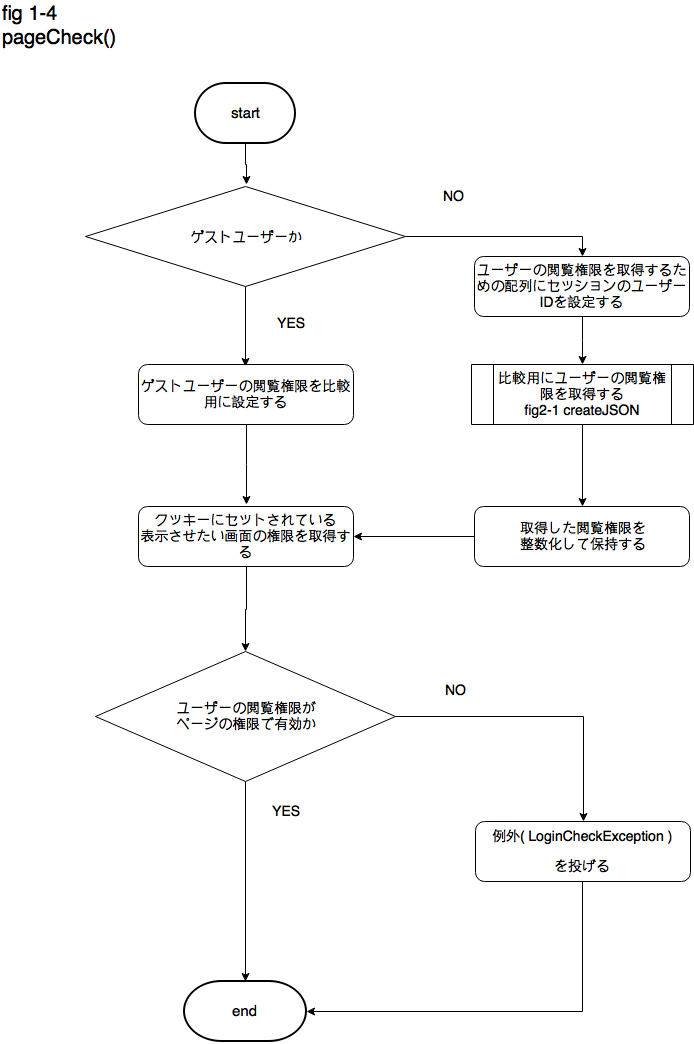 fig 1-4
pageCheck()
start
ゲストユーザーか
NO
ユーザーの閲覧権限を取得するた
めの配列にセッションのユーザー
IDを設定する
YES
ゲストユーザーの閲覧権限を比較
用に設定する
比較用にユーザーの閲覧権
限を取得する
fig2-1 createJSON
クッキーにセットされている
表示させたい画面の権限を取得す
る
取得した閲覧権限を
整数化して保持する
ユーザーの閲覧権限が
ページの権限で有効か
NO
YES
例外( LoginCheckException )
を投げる
end